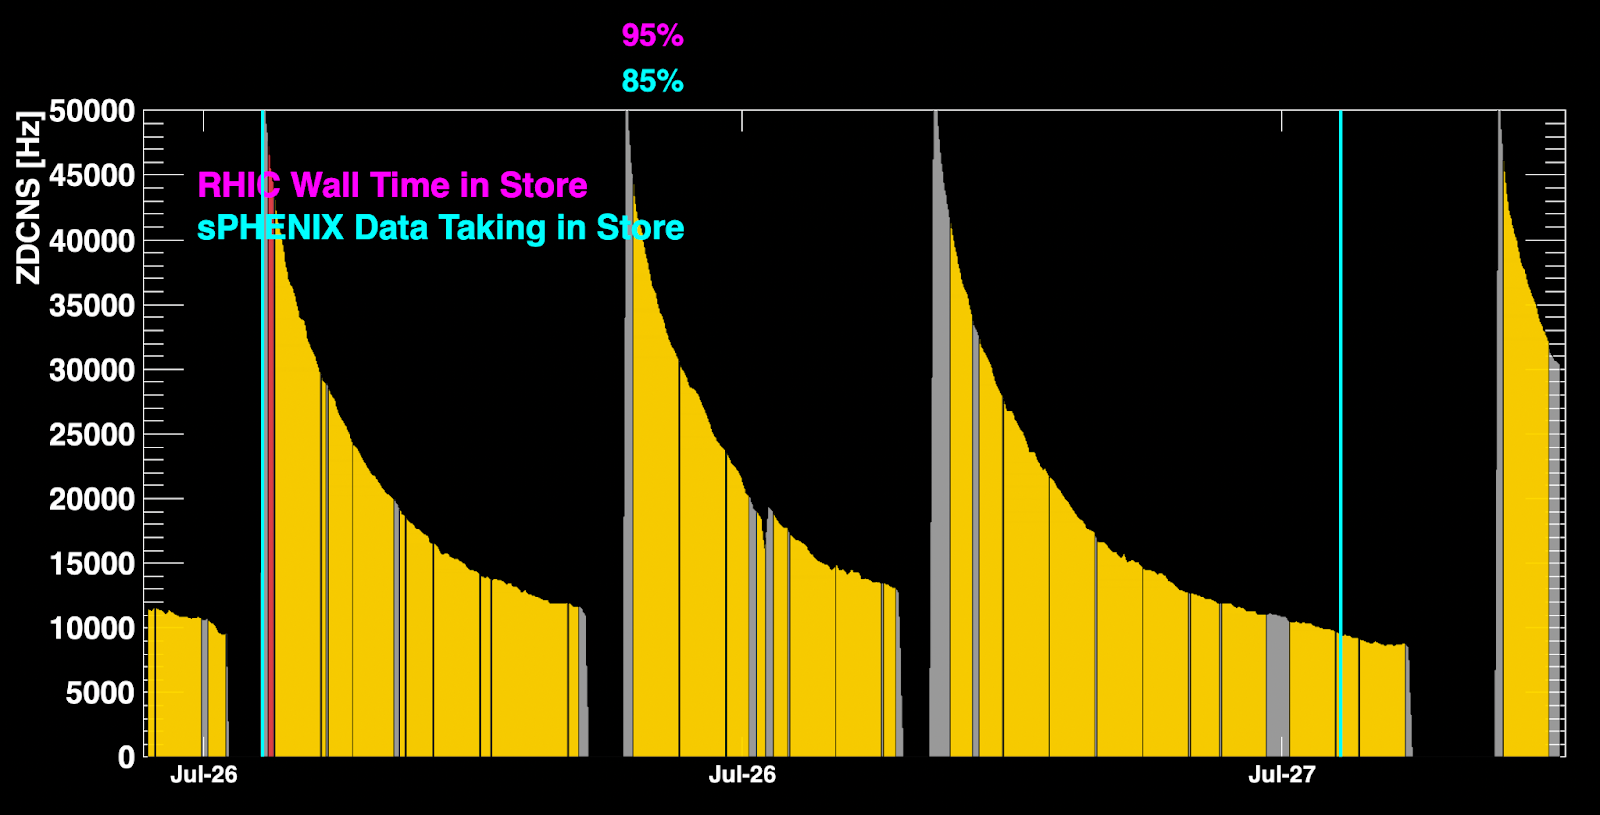 95%
85%
ZDCNS [Hz]
50000
45000
40000
35000
30000
25000
20000
15000
10000
5000
0
RHIC Wall Time in Store
sPHENIX Data Taking in Store
Jul-26
Jul-26
Jul-27